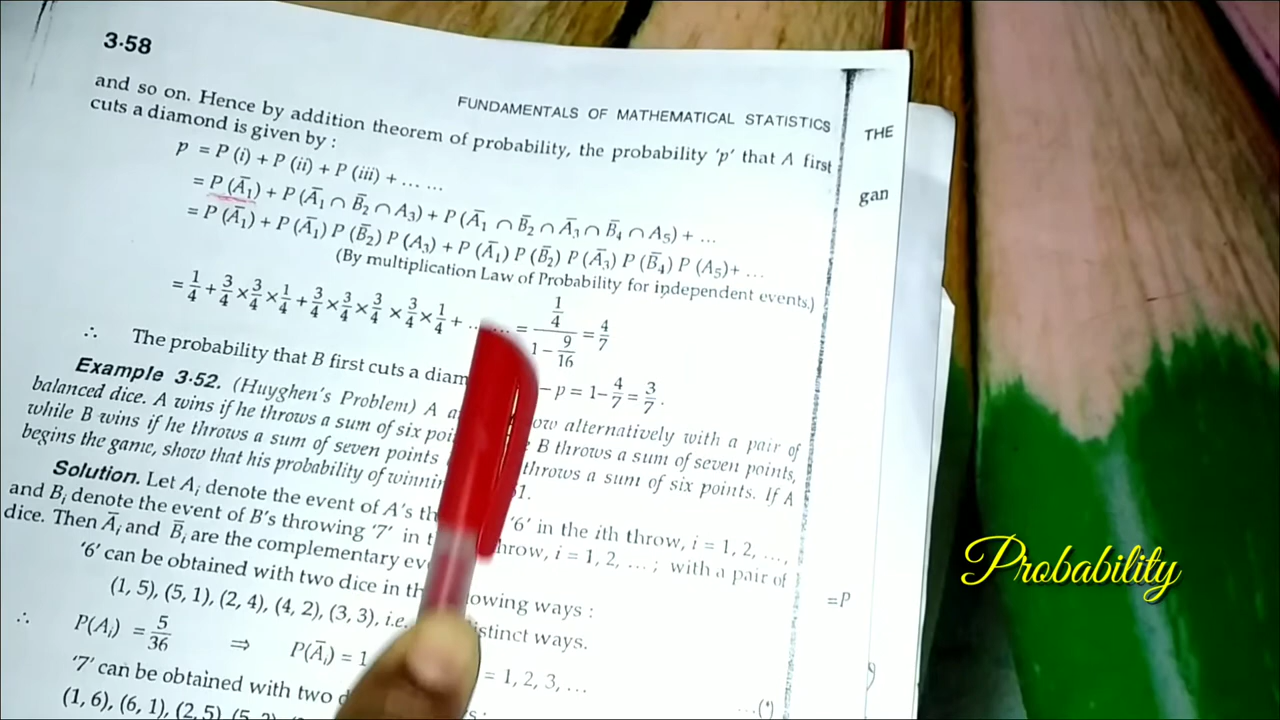 3·58
FUNDAMENTALS OF MATHEMATICAL STATISTICS
and so on. Hence by addition theorem of probability, the probability 'p' that A first
cuts a diamond is given by :
p = P (i) + P (ii) + P (iii) + ... ...
= P (Ā₁) + P (Ā₁ ∩ B̄₂ ∩ A₃) + P (Ā₁ ∩ B̄₂ ∩ Ā₃ ∩ B̄₄ ∩ A₅) + ...
= P (Ā₁) + P (Ā₁) P (B̄₂) P (A₃) + P (Ā₁) P (B̄₂) P (Ā₃) P (B̄₄) P (A₅)+ ...
(By multiplication Law of Probability for independent events.)
= 1/4 + 3/4 × 3/4 × 1/4 + 3/4 × 3/4 × 3/4 × 3/4 × 1/4 + ...... = (1/4)/(1 − 9/16) = 4/7
∴ The probability that B first cuts a diam − p = 1− 4/7 = 3/7 .
Example 3·52. (Huyghen's Problem) A a ow alternatively with a pair of
balanced dice. A wins if he throws a sum of six poi B throws a sum of seven points,
while B wins if he throws a sum of seven points throws a sum of six points. If A
begins the game, show that his probability of winnin 1.
Solution. Let Aᵢ denote the event of A's th '6' in the ith throw, i = 1, 2, ...,
and Bᵢ denote the event of B's throwing '7' in t hrow, i = 1, 2, ... ; with a pair of
dice. Then Āᵢ and B̄ᵢ are the complementary ev
'6' can be obtained with two dice in th owing ways :
(1, 5), (5, 1), (2, 4), (4, 2), (3, 3), i.e. stinct ways.
∴ P(Aᵢ) = 5/36 ⇒ P(Āᵢ) = 1 = 1, 2, 3, ...
...(*)
'7' can be obtained with two d s :
(1, 6), (6, 1), (2, 5), (5,
THE
gan
=P
Probability